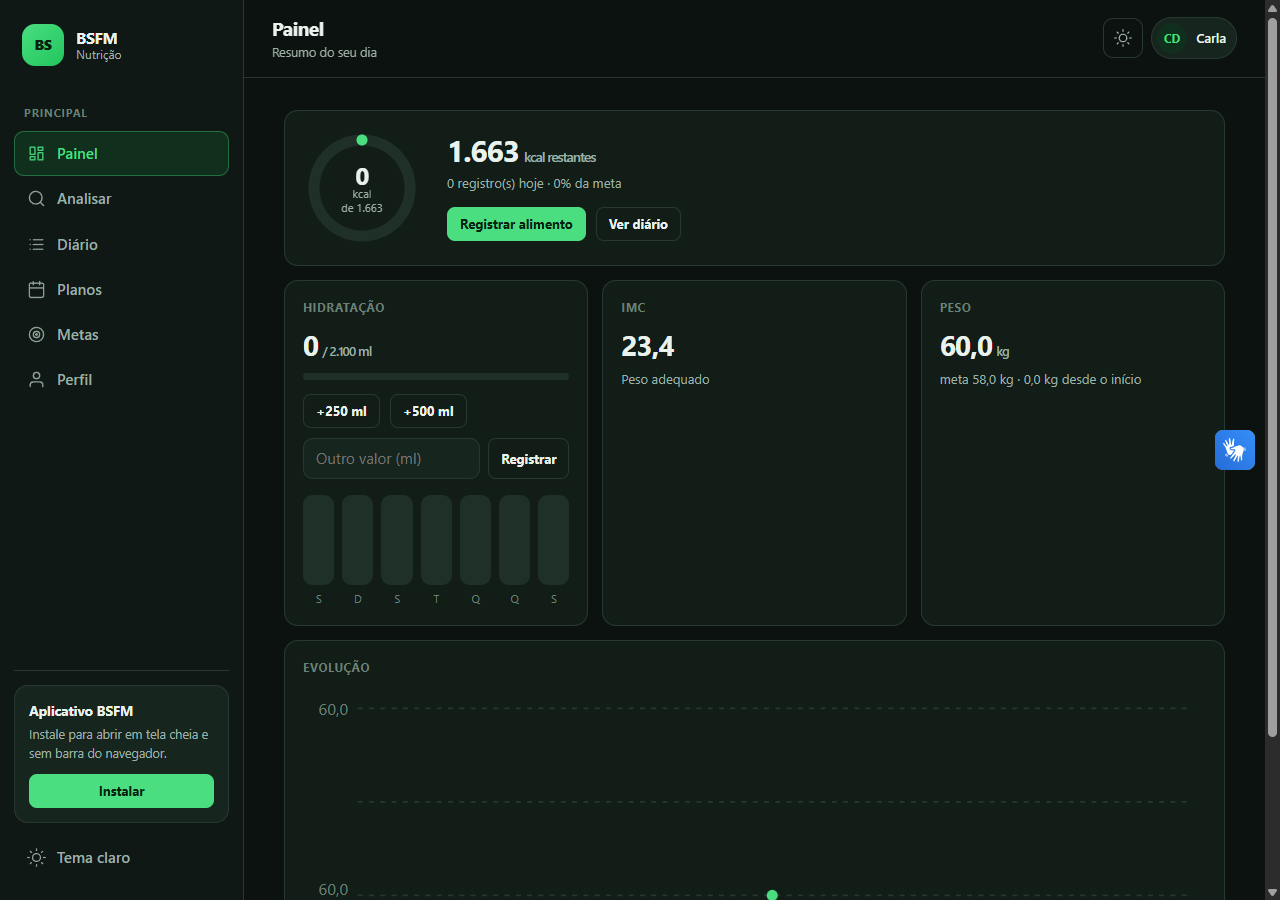 BS
BSFM
Nutrição
PRINCIPAL
Painel
Analisar
Diário
Planos
Metas
Perfil
Aplicativo BSFM
Instale para abrir em tela cheia e
sem barra do navegador.
Instalar
Tema claro
Painel
Resumo do seu dia
CD
Carla
0
kcal
de 1.663
1.663 kcal restantes
0 registro(s) hoje · 0% da meta
Registrar alimento
Ver diário
HIDRATAÇÃO
0 / 2.100 ml
+250 ml
+500 ml
Outro valor (ml)
Registrar
S D S T Q Q S
IMC
23,4
Peso adequado
PESO
60,0 kg
meta 58,0 kg · 0,0 kg desde o início
EVOLUÇÃO
60,0
60,0